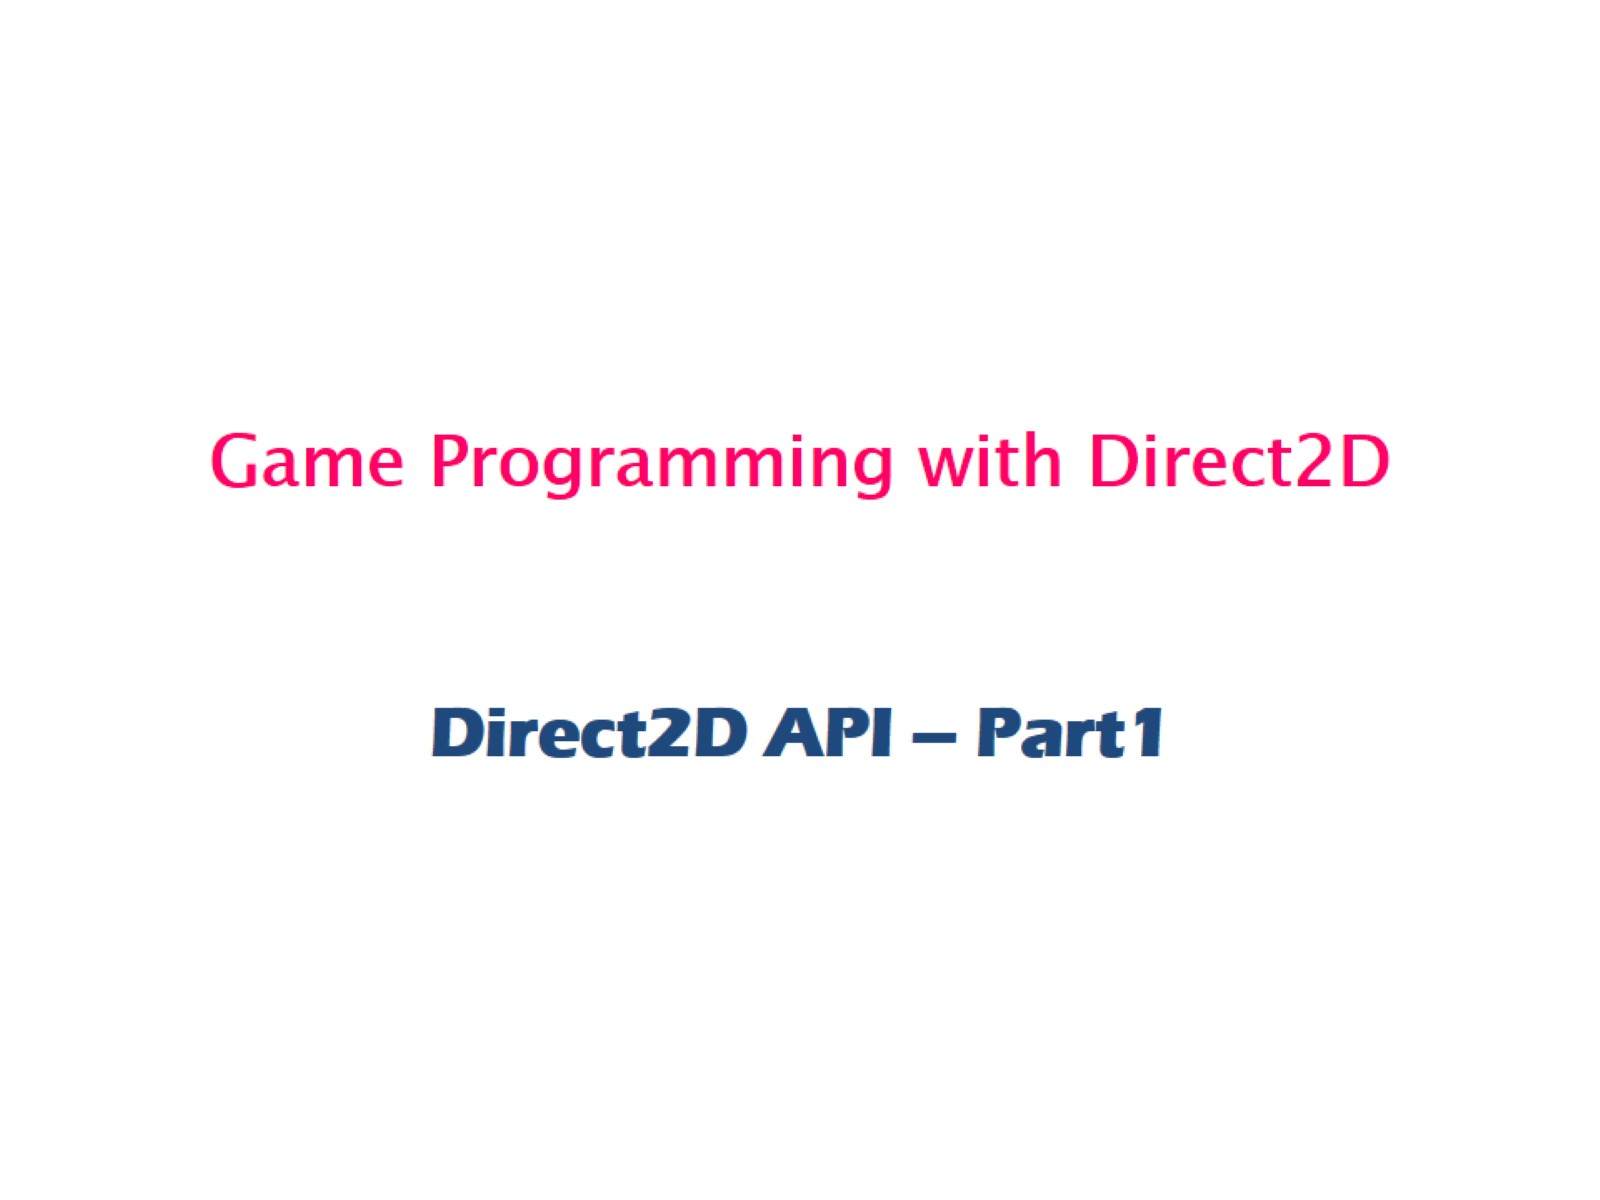 Game Programming with Direct2D
Direct2D API – Part1